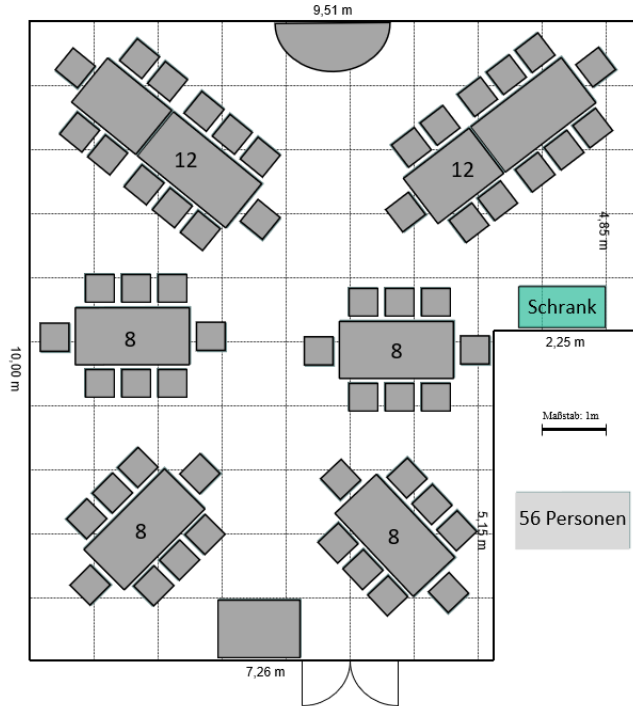 9,51 m
12
12
4,85 m
Schrank
2,25 m
8
8
10,00 m
Maßstab: 1m
56 Personen
5,15 m
8
8
7,26 m